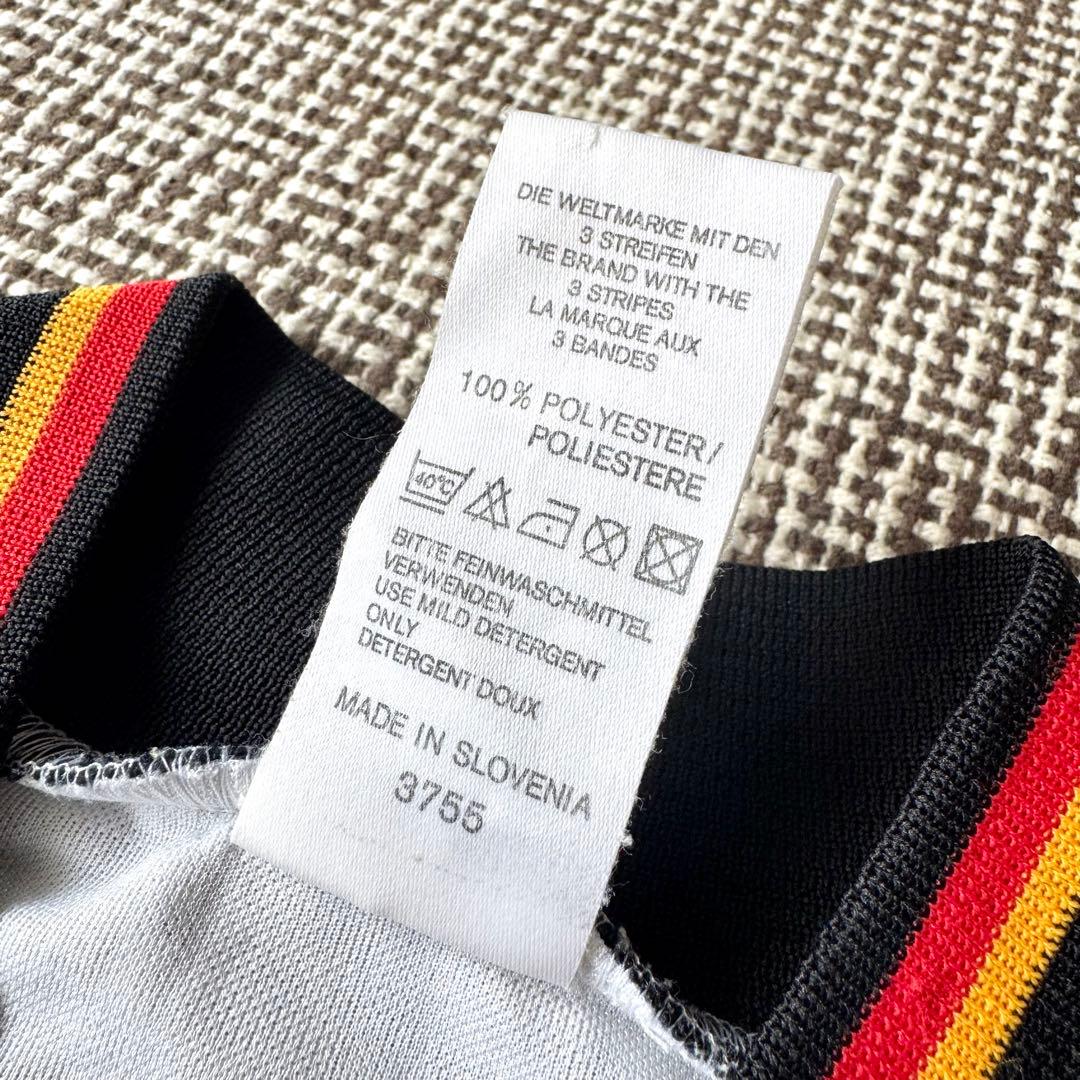 DIE WELTMARKE MIT DEN
3 STREIFEN
THE BRAND WITH THE
3 STRIPES
LA MARQUE AUX
3 BANDES
100% POLYESTER/
POLIESTERE
40°C
BITTE FEINWASCHMITTEL
VERWENDEN
USE MILD DETERGENT
ONLY
DETERGENT DOUX
MADE IN SLOVENIA
3755